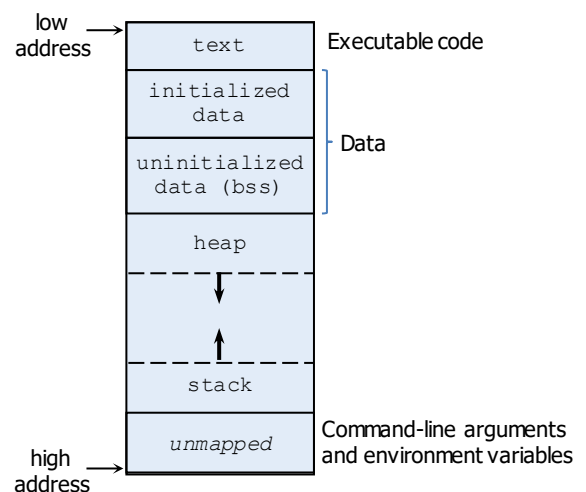 low
address
text
Executable code
initialized
data
Data
uninitialized
data (bss)
heap
stack
unmapped
Command-line arguments
and environment variables
high
address